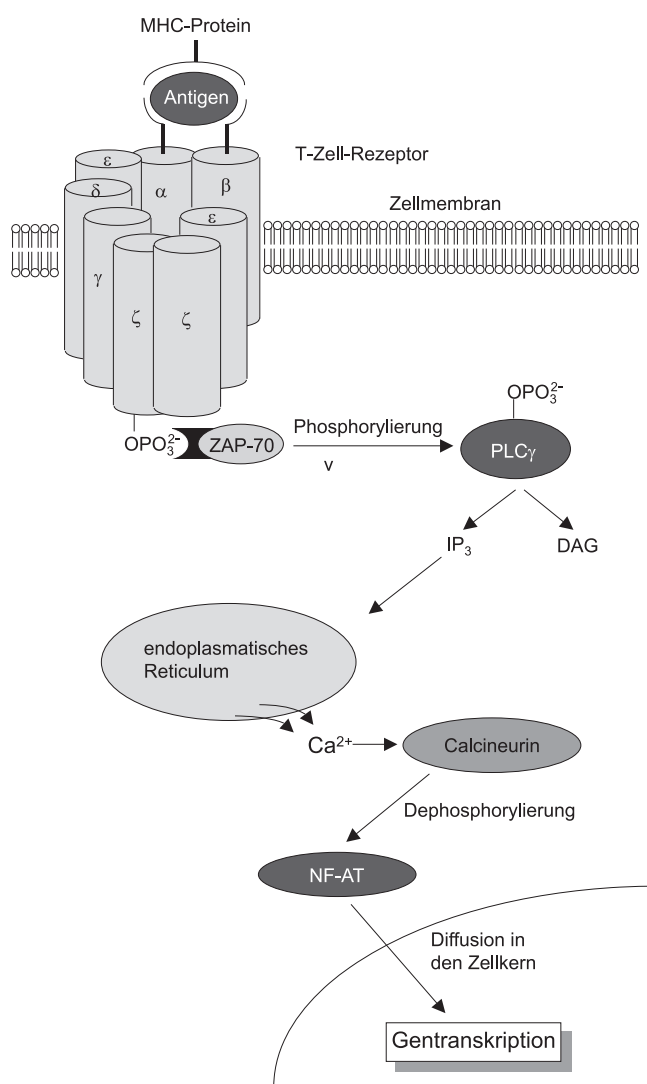 MHC-Protein
Antigen
T-Zell-Rezeptor
ε
α
β
δ
ε
Zellmembran
γ
ζ
ζ
OPO₃²⁻
OPO₃²⁻
ZAP-70
Phosphorylierung
v
PLCγ
IP₃
DAG
endoplasmatisches
Reticulum
Ca²⁺
Calcineurin
Dephosphorylierung
NF-AT
Diffusion in
den Zellkern
Gentranskription